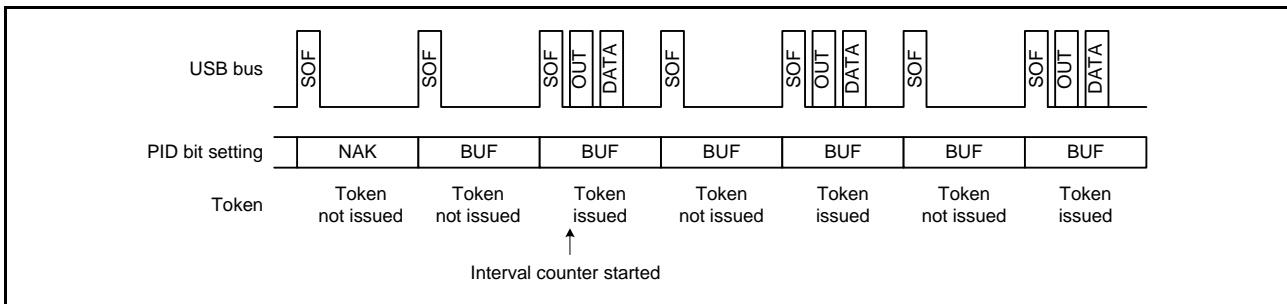 USB bus
SOF SOF SOF OUT DATA SOF SOF OUT DATA SOF SOF OUT DATA
PID bit setting NAK BUF BUF BUF BUF BUF BUF
Token Token not issued Token not issued Token issued Token not issued Token issued Token not issued Token issued
Interval counter started